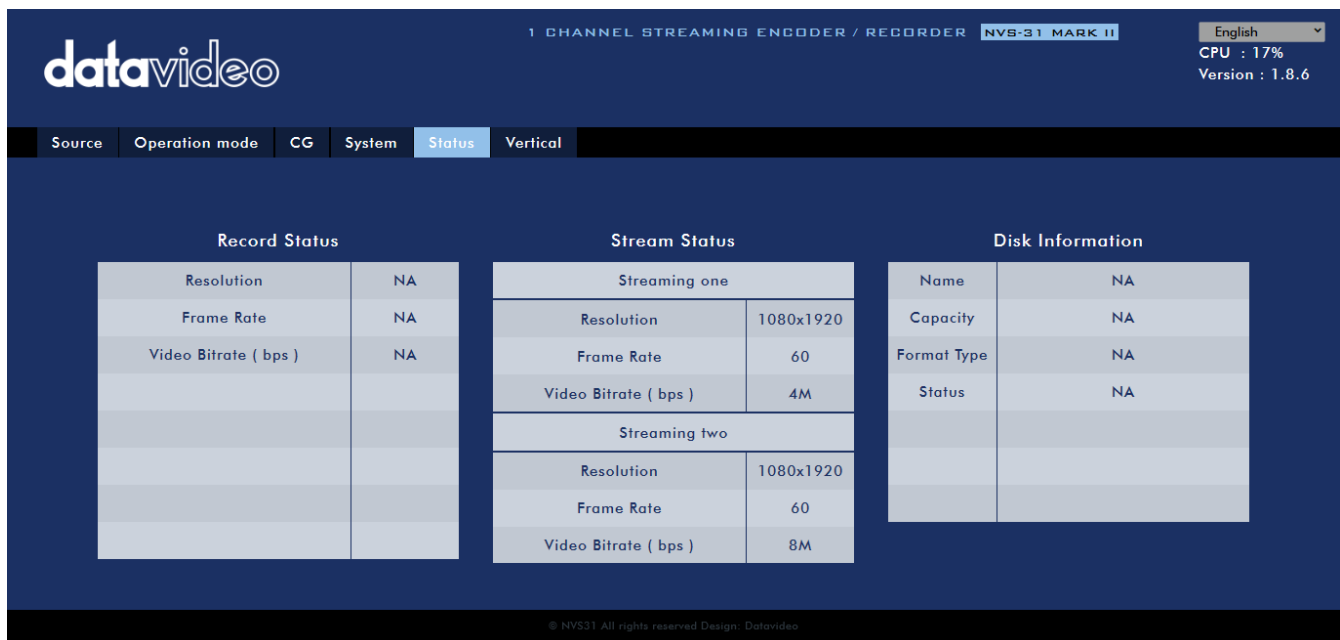 1 CHANNEL STREAMING ENCODER / RECORDER NVS-31 MARK II
English
CPU : 17%
Version : 1.8.6
datavideo
Source Operation mode CG System Status Vertical
Record Status
Resolution NA
Frame Rate NA
Video Bitrate ( bps ) NA
Stream Status
Streaming one
Resolution 1080x1920
Frame Rate 60
Video Bitrate ( bps ) 4M
Streaming two
Resolution 1080x1920
Frame Rate 60
Video Bitrate ( bps ) 8M
Disk Information
Name NA
Capacity NA
Format Type NA
Status NA
© NVS31 All rights reserved Design: Datavideo